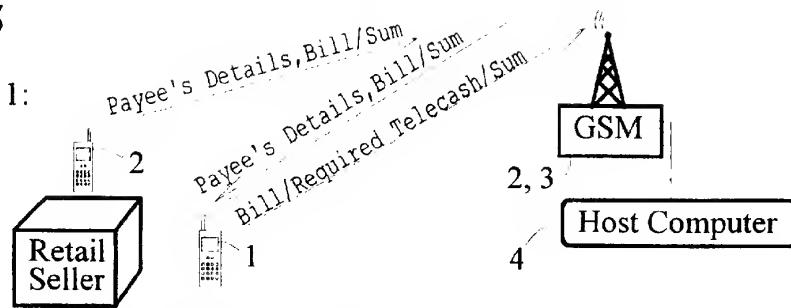 1:
Payee's Details,Bill/Sum
Payee's Details,Bill/Sum
Bill/Required Telecash/Sum
2
GSM
2, 3
Retail
Seller
1
4
Host Computer